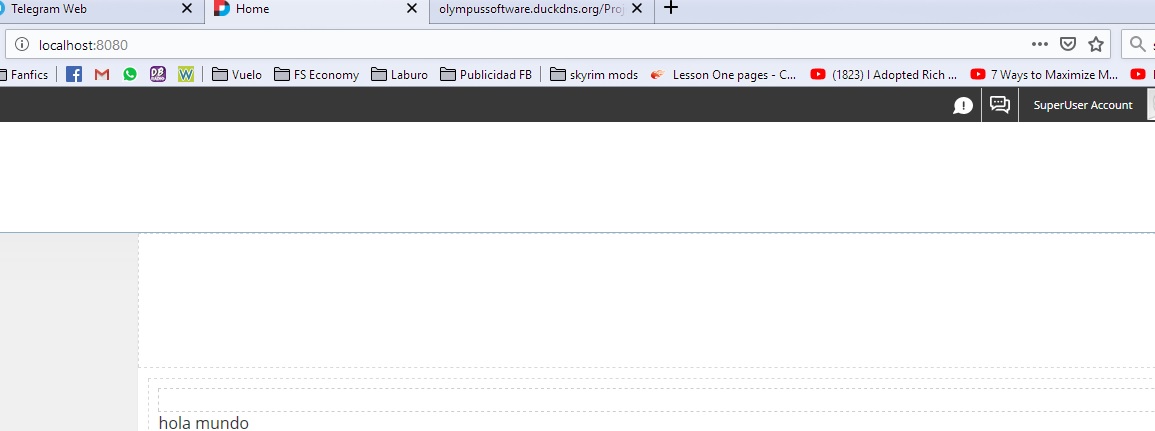 Telegram Web
Home
olympussoftware.duckdns.org/Proj
localhost:8080
Fanfics
Vuelo
FS Economy
Laburo
Publicidad FB
skyrim mods
Lesson One pages - C...
(1823) I Adopted Rich ...
7 Ways to Maximize M...
SuperUser Account
hola mundo